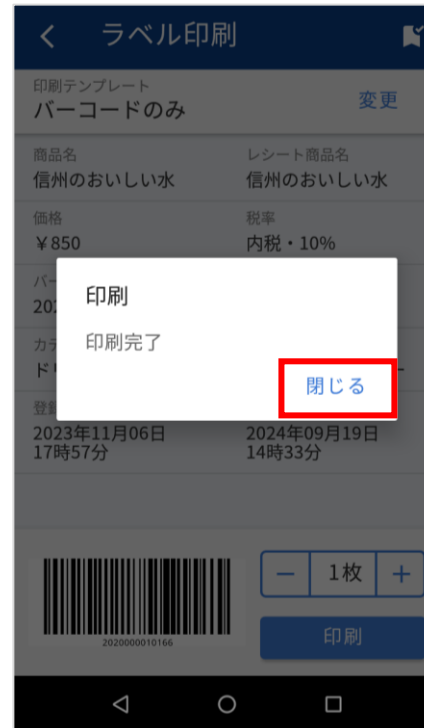 ラベル印刷
印刷テンプレート
バーコードのみ
変更
商品名
レシート商品名
信州のおいしい水
信州のおいしい水
価格
税率
￥850
内税・10%
印刷
印刷完了
閉じる
2023年11月06日
17時57分
2024年09月19日
14時33分
1枚
2020000010166
印刷